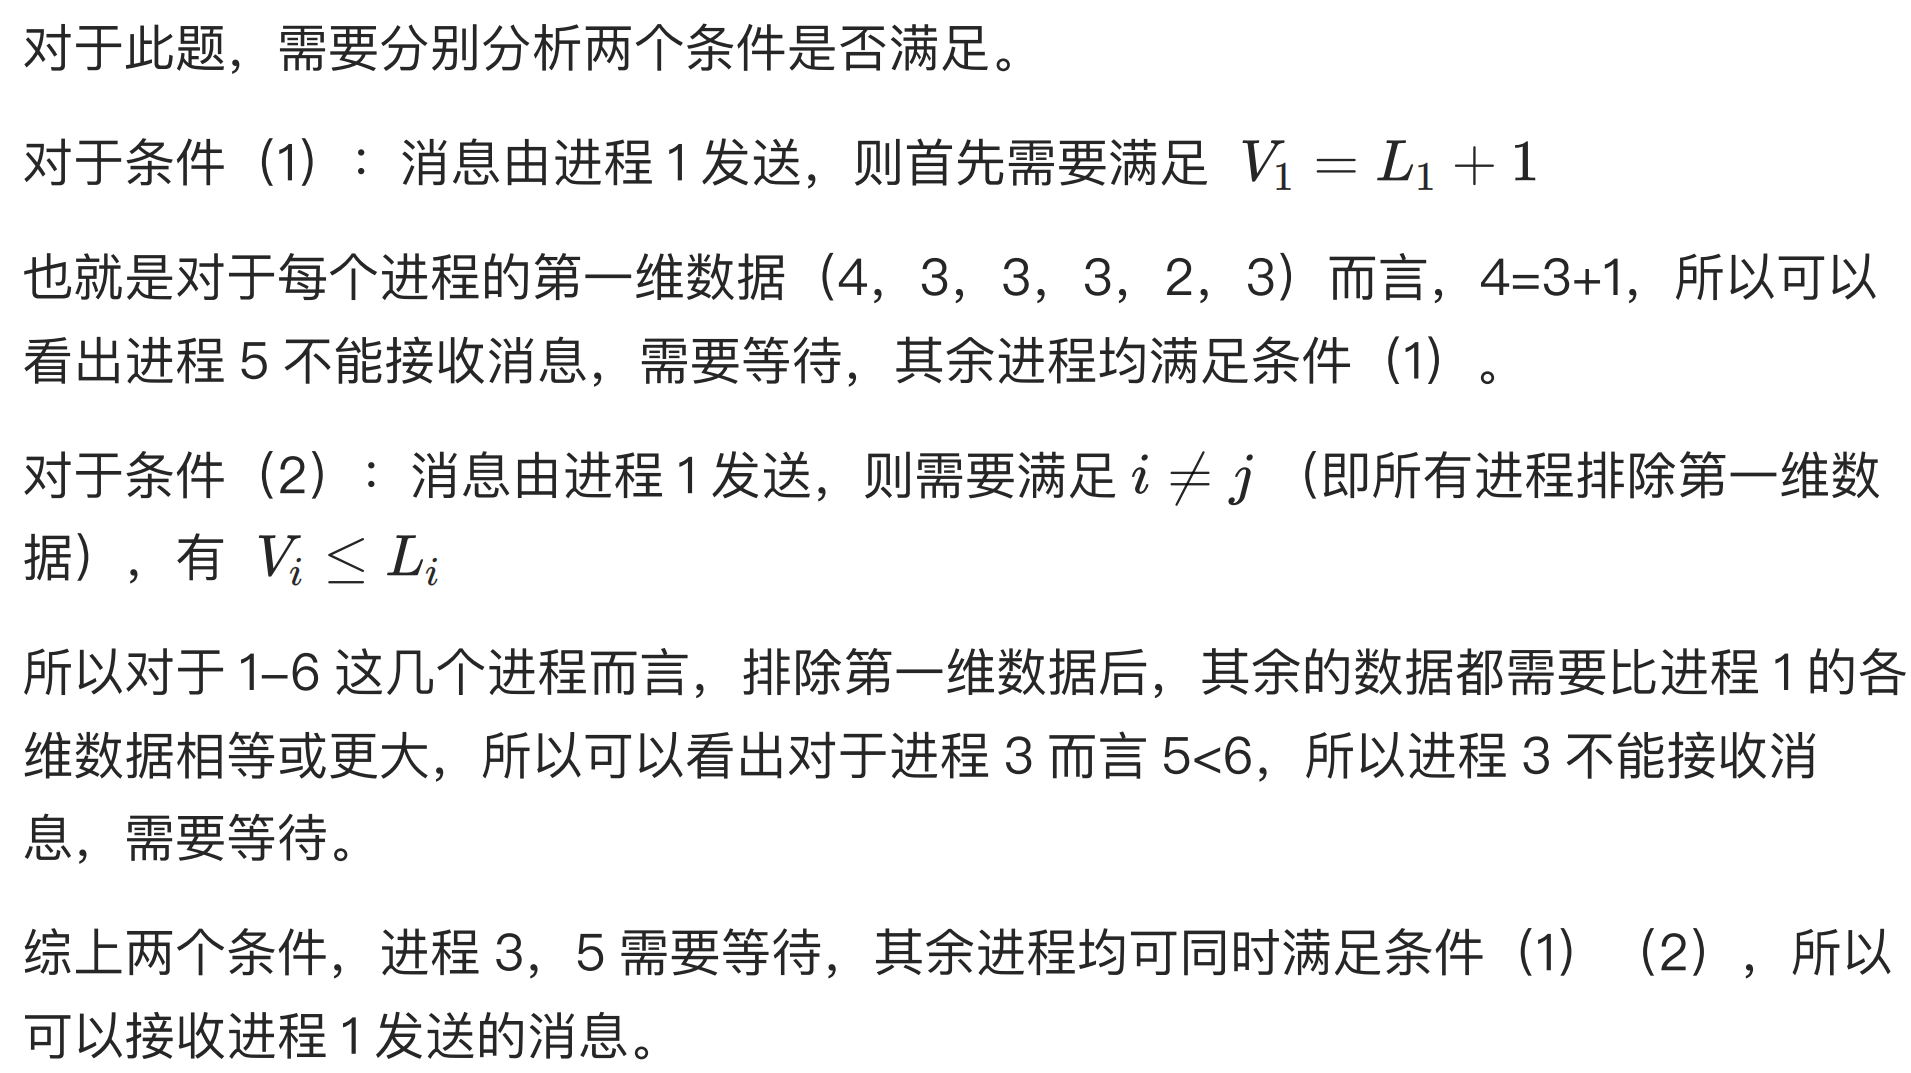 对于此题，需要分别分析两个条件是否满足。
对于条件（1）：消息由进程 1 发送，则首先需要满足 V₁ = L₁ + 1
也就是对于每个进程的第一维数据（4，3，3，3，2，3）而言，4=3+1，所以可以
看出进程 5 不能接收消息，需要等待，其余进程均满足条件（1）。
对于条件（2）：消息由进程 1 发送，则需要满足 i ≠ j （即所有进程排除第一维数
据），有 Vᵢ ≤ Lᵢ
所以对于 1–6 这几个进程而言，排除第一维数据后，其余的数据都需要比进程 1 的各
维数据相等或更大，所以可以看出对于进程 3 而言 5<6，所以进程 3 不能接收消
息，需要等待。
综上两个条件，进程 3，5 需要等待，其余进程均可同时满足条件（1）（2），所以
可以接收进程 1 发送的消息。